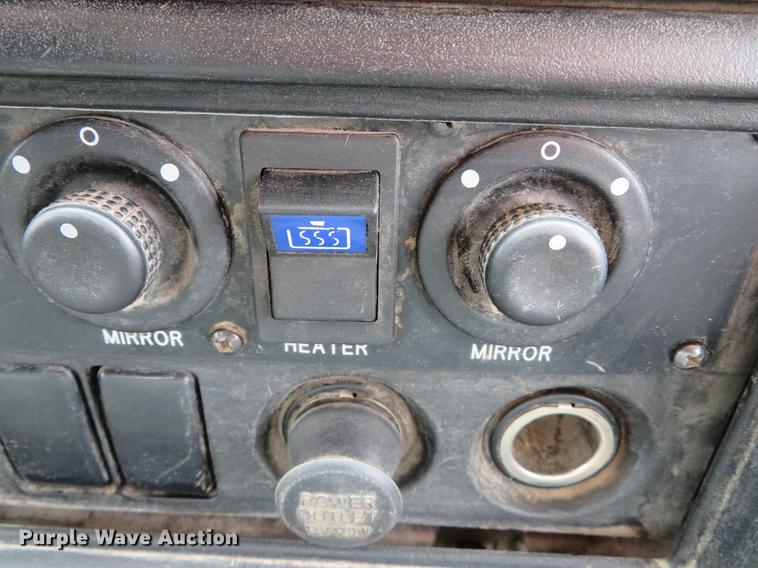 MIRROR
HEATER
MIRROR
POWER
OUTLET
Purple Wave Auction